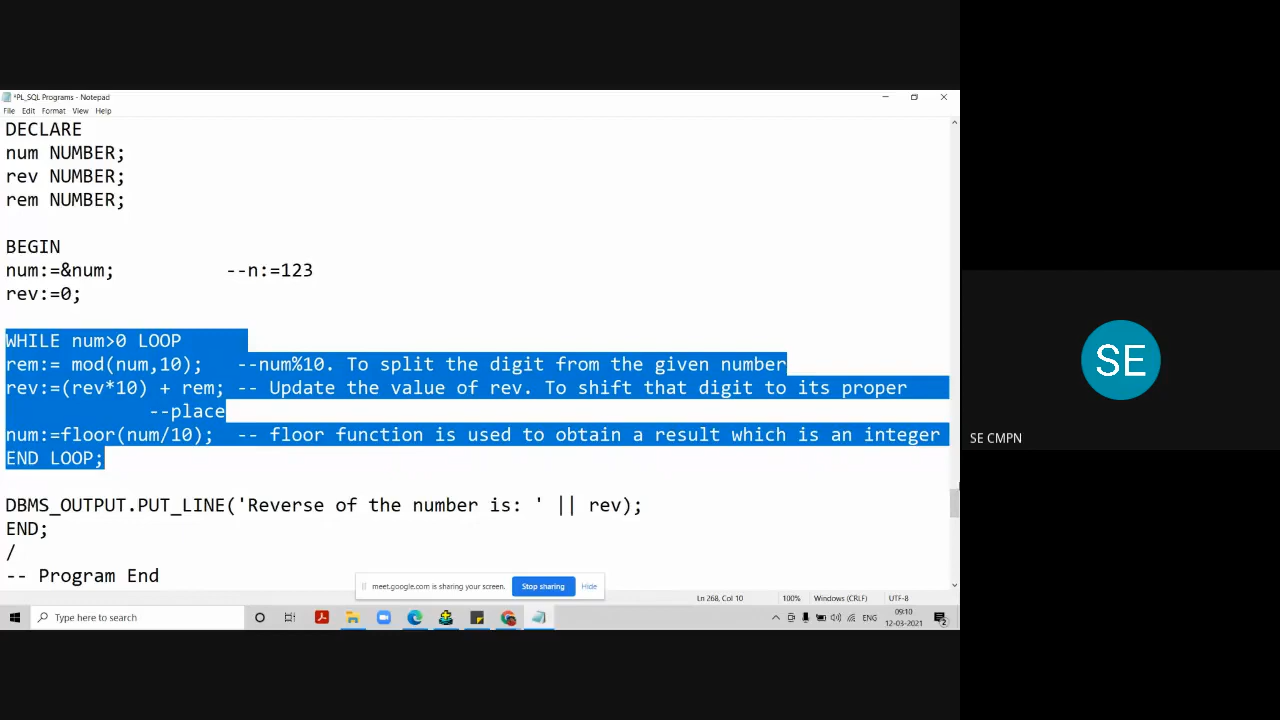 *PL_SQL Programs - Notepad
File Edit Format View Help
DECLARE
num NUMBER;
rev NUMBER;
rem NUMBER;
BEGIN
num:=&num; --n:=123
rev:=0;
WHILE num>0 LOOP
rem:= mod(num,10); --num%10. To split the digit from the given number
rev:=(rev*10) + rem; -- Update the value of rev. To shift that digit to its proper
--place
num:=floor(num/10); -- floor function is used to obtain a result which is an integer
END LOOP;
DBMS_OUTPUT.PUT_LINE('Reverse of the number is: ' || rev);
END;
/
-- Program End
meet.google.com is sharing your screen. Stop sharing Hide
Ln 268, Col 10 100% Windows (CRLF) UTF-8
Type here to search
ENG
09:10
12-03-2021
2
SE
SE CMPN